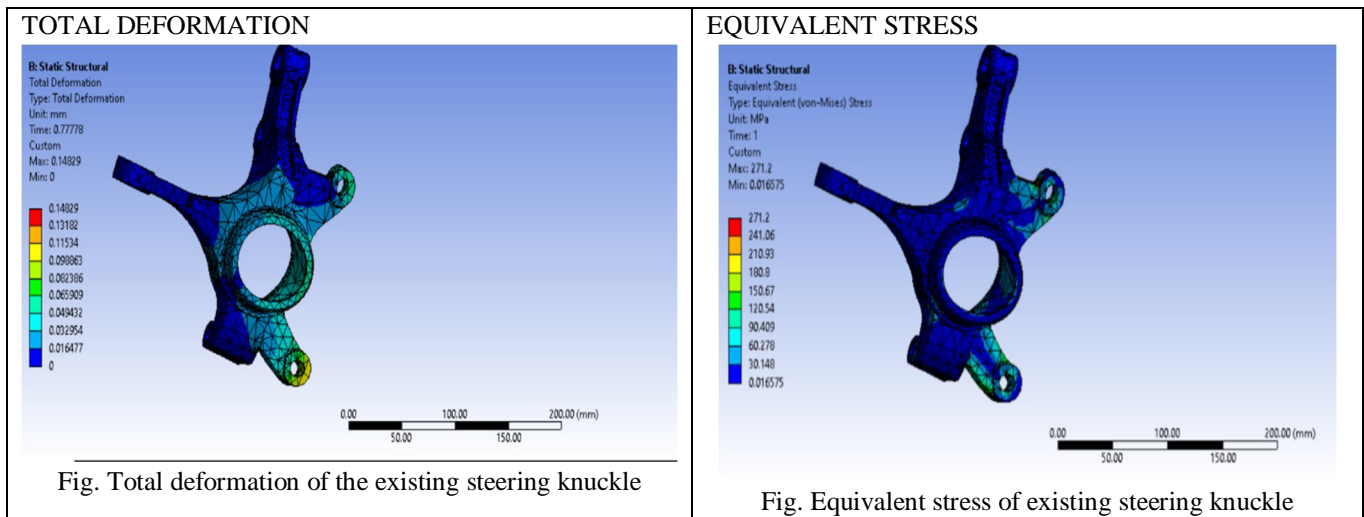 TOTAL DEFORMATION
B: Static Structural
Total Deformation
Type: Total Deformation
Unit: mm
Time: 0.77778
Custom
Max: 0.14829
Min: 0
0.14829
0.13182
0.11534
0.098863
0.082386
0.065909
0.049432
0.032954
0.016477
0
0.00 100.00 200.00 (mm)
50.00 150.00
Fig. Total deformation of the existing steering knuckle
EQUIVALENT STRESS
B: Static Structural
Equivalent Stress
Type: Equivalent (von-Mises) Stress
Unit: MPa
Time: 1
Custom
Max: 271.2
Min: 0.016575
271.2
241.06
210.93
180.8
150.67
120.54
90.409
60.278
30.148
0.016575
0.00 100.00 200.00 (mm)
50.00 150.00
Fig. Equivalent stress of existing steering knuckle